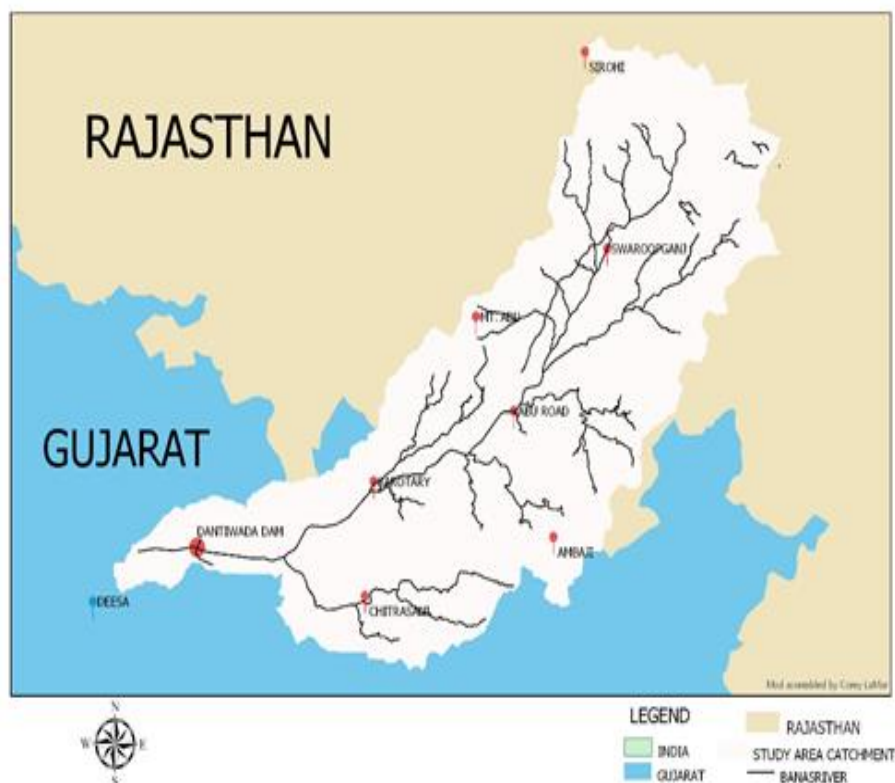 SIROHI
RAJASTHAN
SWAROOPGANJ
MT. ABU
ABU ROAD
GUJARAT
DANTIWADA DAM
AMBAJI
DEESA
N
W E
S
LEGEND
INDIA
GUJARAT
RAJASTHAN
STUDY AREA CATCHMENT
BANASRIVER